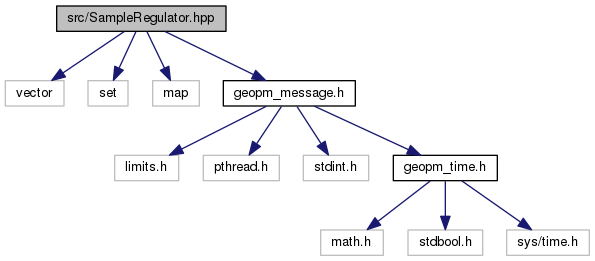 src/SampleRegulator.hpp
vector
set
map
geopm_message.h
limits.h
pthread.h
stdint.h
geopm_time.h
math.h
stdbool.h
sys/time.h